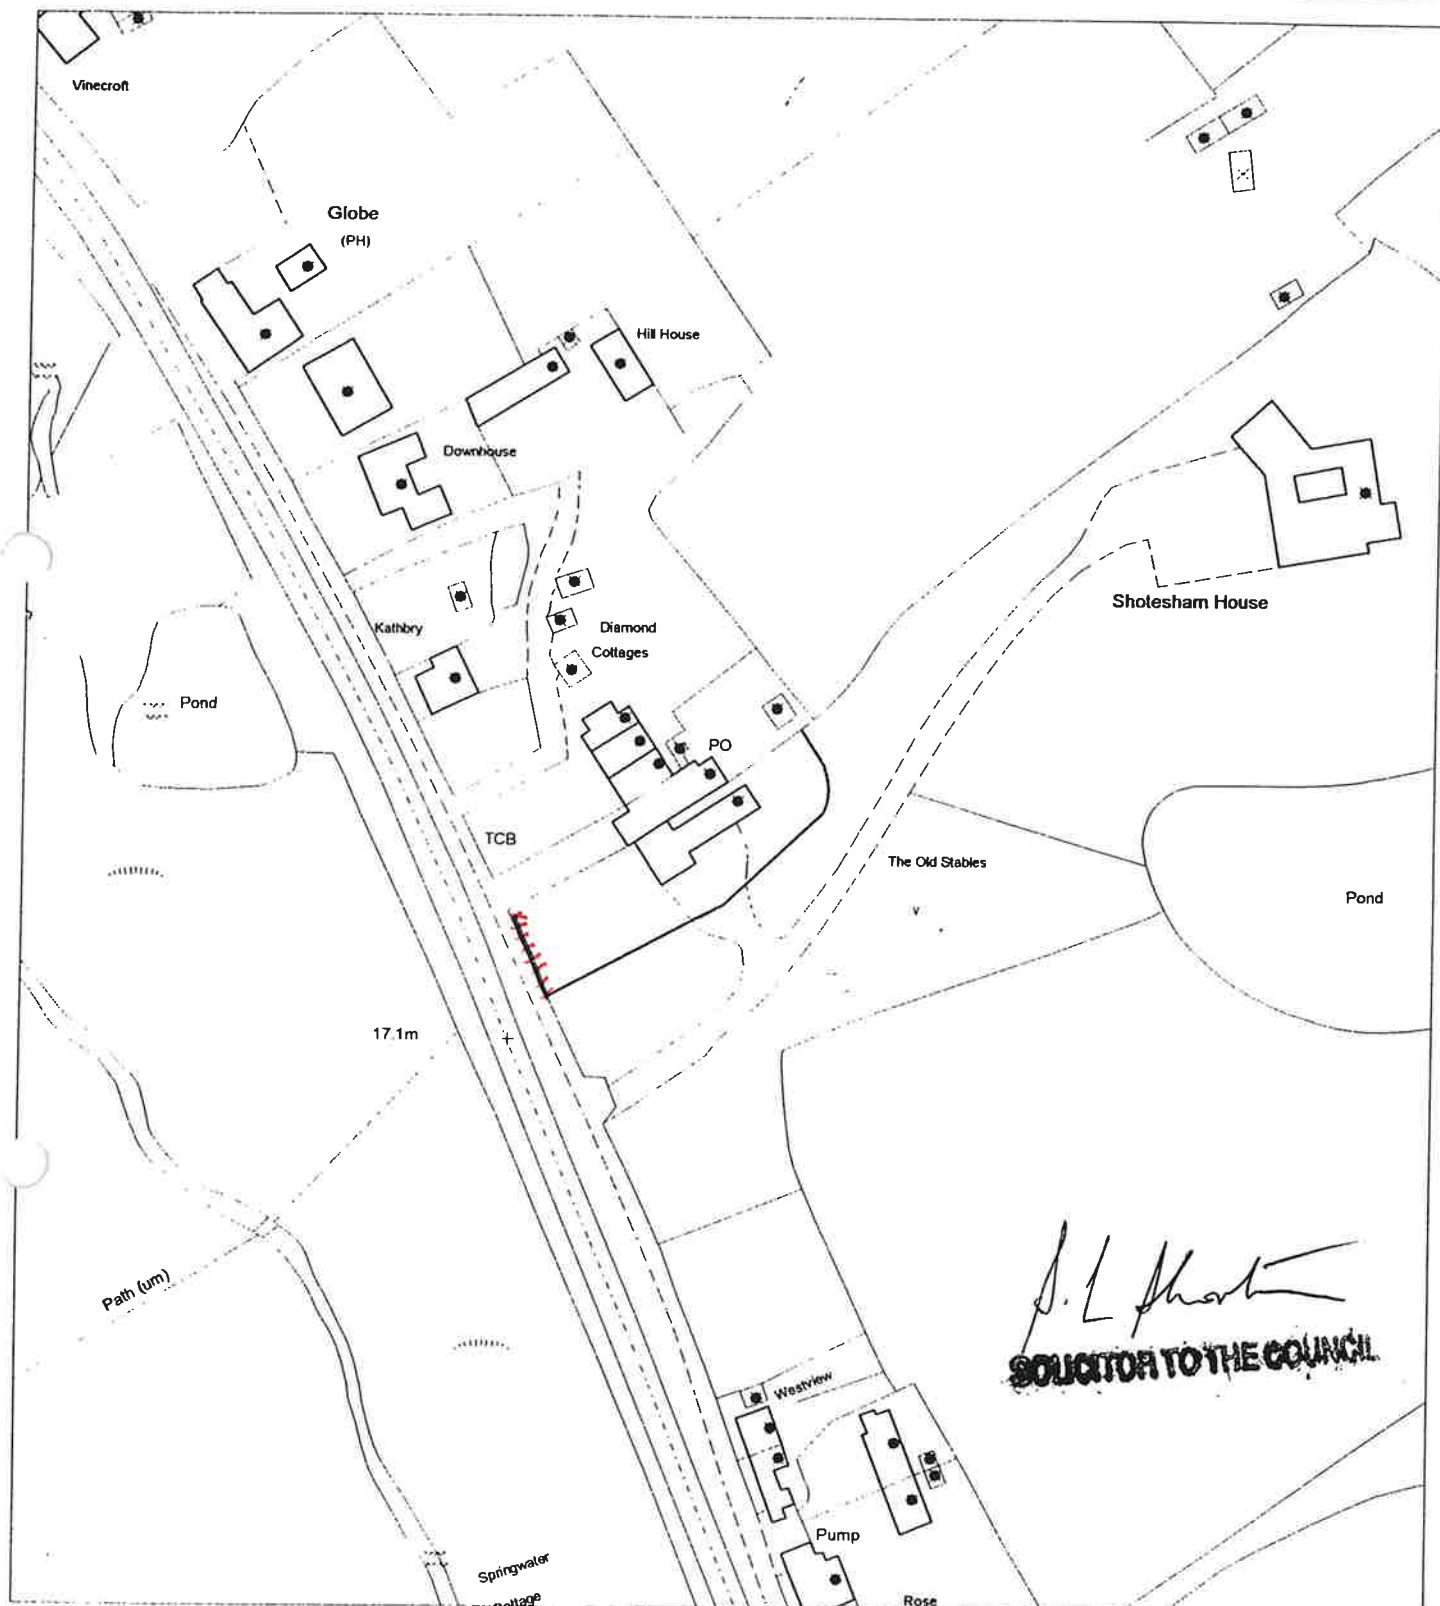 Vinecroft
Globe
(PH)
Hill House
Downhouse
Shotesham House
Kathbry
Diamond
Cottages
Pond
PO
TCB
The Old Stables
Pond
17.1m
Path (um)
S. L
SOLICITOR TO THE COUNCIL
Westview
Pump
Springwater
Cottage
Rose